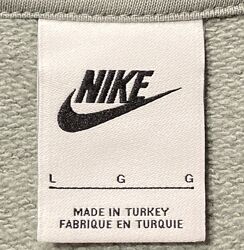 NIKE
L G G
MADE IN TURKEY
FABRIQUE EN TURQUIE